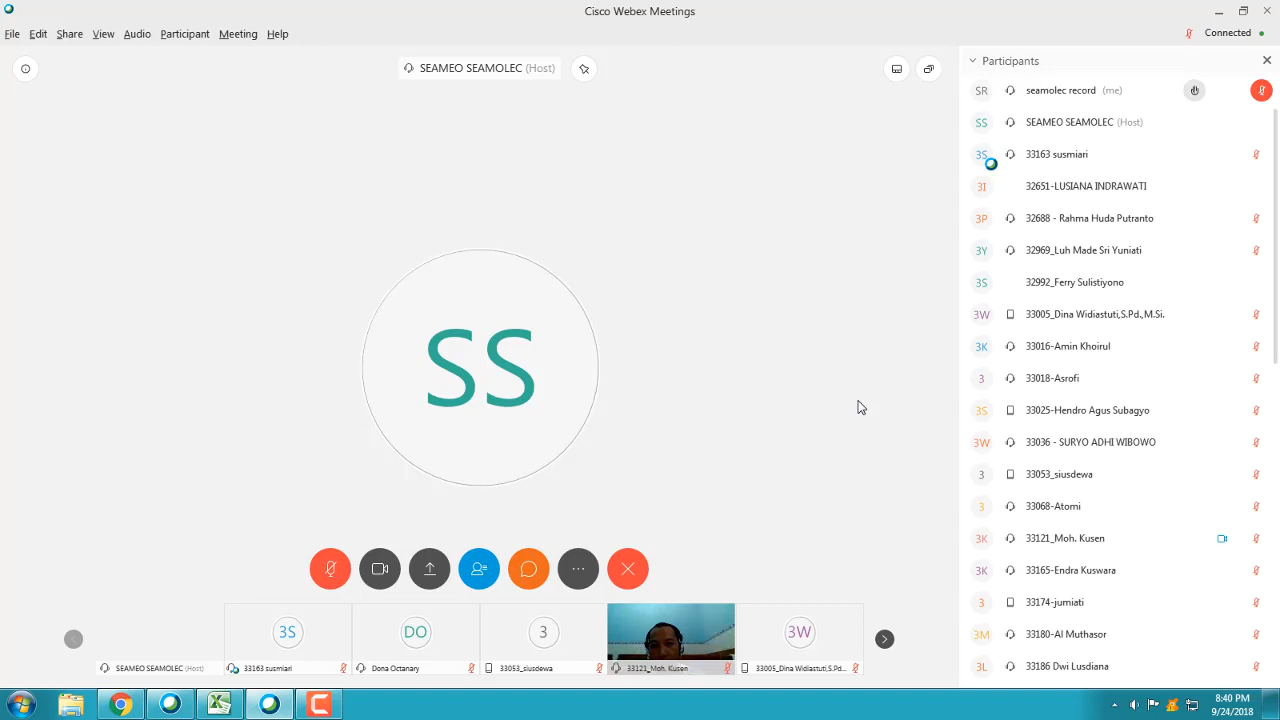 Cisco Webex Meetings
File Edit Share View Audio Participant Meeting Help
Connected
SEAMEO SEAMOLEC (Host)
SS
Participants
SR seamolec record (me)
SS SEAMEO SEAMOLEC (Host)
3S 33163 susmiari
3I 32651-LUSIANA INDRAWATI
3P 32688 - Rahma Huda Putranto
3Y 32969_Luh Made Sri Yuniati
3S 32992_Ferry Sulistiyono
3W 33005_Dina Widiastuti,S.Pd.,M.Si.
3K 33016-Amin Khoirul
3 33018-Asrofi
3S 33025-Hendro Agus Subagyo
3W 33036 - SURYO ADHI WIBOWO
3 33053_siusdewa
3 33068-Atomi
3K 33121_Moh. Kusen
3K 33165-Endra Kuswara
3 33174-jumiati
3M 33180-Al Muthasor
3L 33186 Dwi Lusdiana
3S DO 3 3W
SEAMEO SEAMOLEC (Host) 33163 susmiari Dona Octanary 33053_siusdewa 33121_Moh. Kusen 33005_Dina Widiastuti,S.Pd...
8:40 PM
9/24/2018